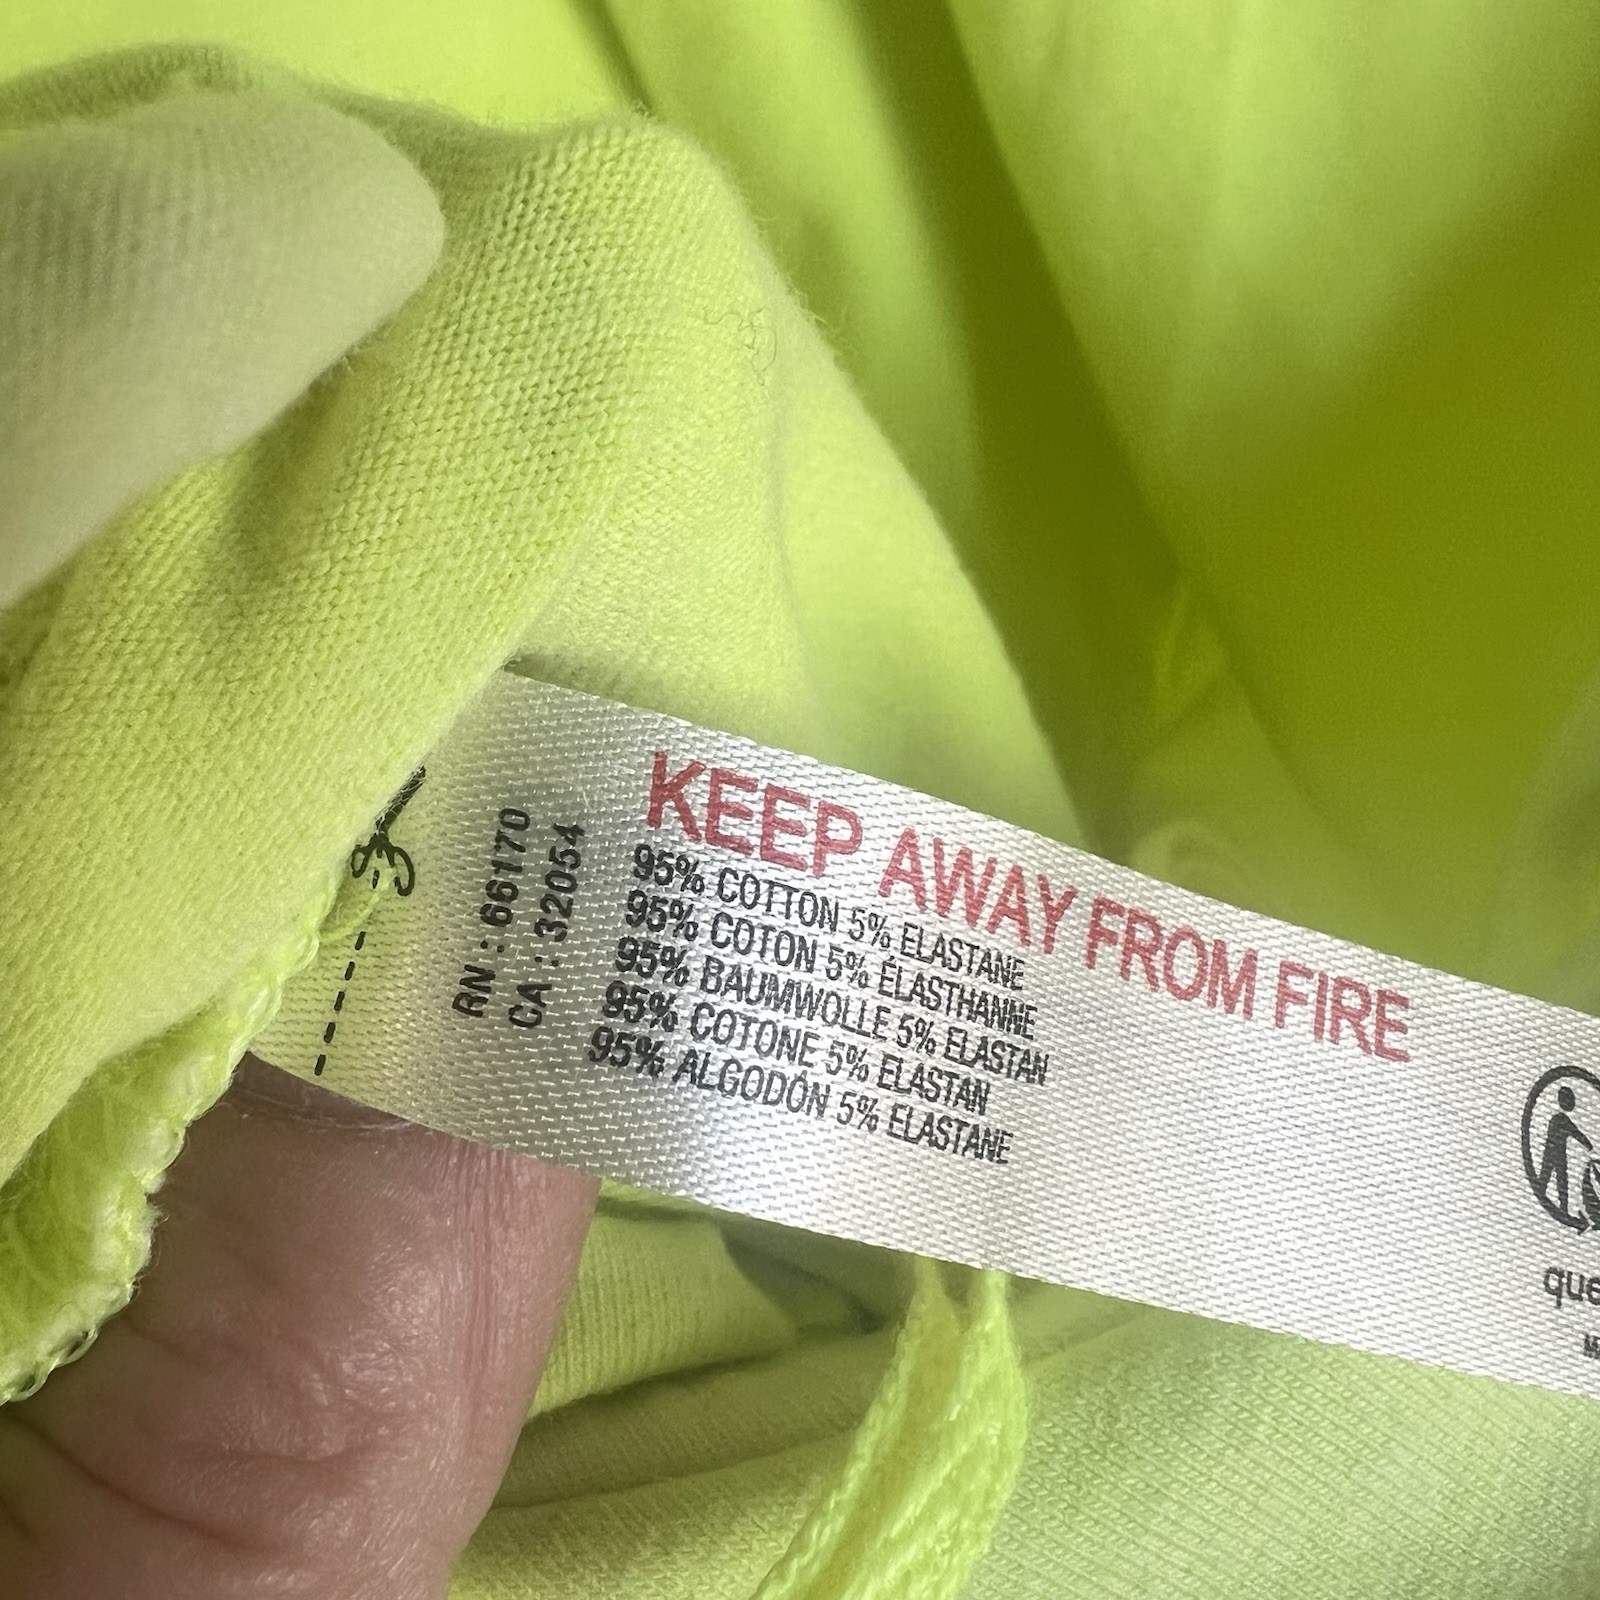 RN : 66170
CA : 32054
KEEP AWAY FROM FIRE
95% COTTON 5% ELASTANE
95% COTON 5% ÉLASTHANNE
95% BAUMWOLLE 5% ELASTAN
95% COTONE 5% ELASTAN
95% ALGODÓN 5% ELASTANE
que